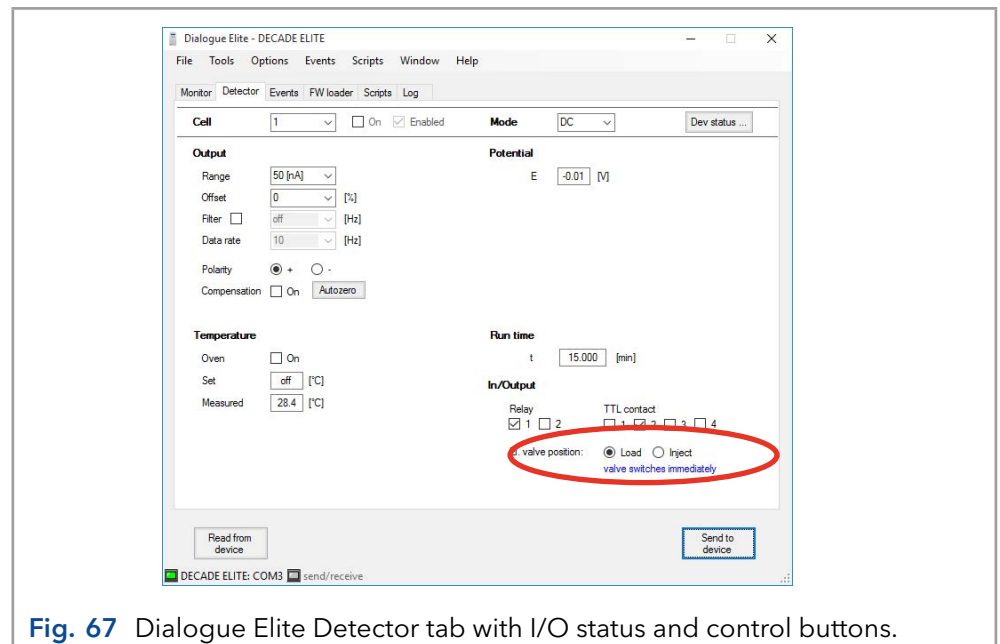 Dialogue Elite - DECADE ELITE
File Tools Options Events Scripts Window Help
Monitor Detector Events FW loader Scripts Log
Cell 1 On Enabled Mode DC Dev status ...
Output Potential
Range 50 [nA] E -0.01 [V]
Offset 0 [%]
Filter off [Hz]
Data rate 10 [Hz]
Polarity + -
Compensation On Autozero
Temperature Run time
Oven On t 15.000 [min]
Set off [°C] In/Output
Measured 28.4 [°C]
Relay TTL contact
1 2 1 2 3 4
valve position: Load Inject
valve switches immediately
Read from device
Send to device
DECADE ELITE: COM3 send/receive
Fig. 67 Dialogue Elite Detector tab with I/O status and control buttons.